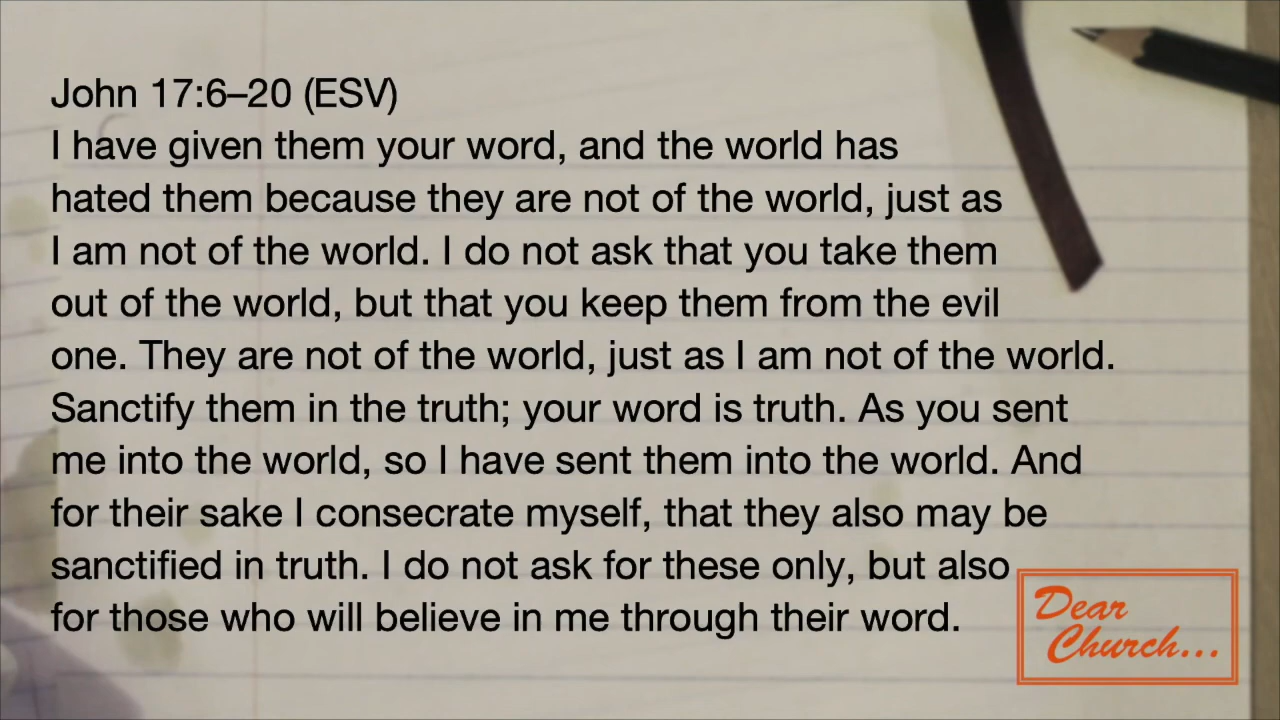 John 17:6–20 (ESV)
I have given them your word, and the world has
hated them because they are not of the world, just as
I am not of the world. I do not ask that you take them
out of the world, but that you keep them from the evil
one. They are not of the world, just as I am not of the world.
Sanctify them in the truth; your word is truth. As you sent
me into the world, so I have sent them into the world. And
for their sake I consecrate myself, that they also may be
sanctified in truth. I do not ask for these only, but also
for those who will believe in me through their word.
Dear
Church...